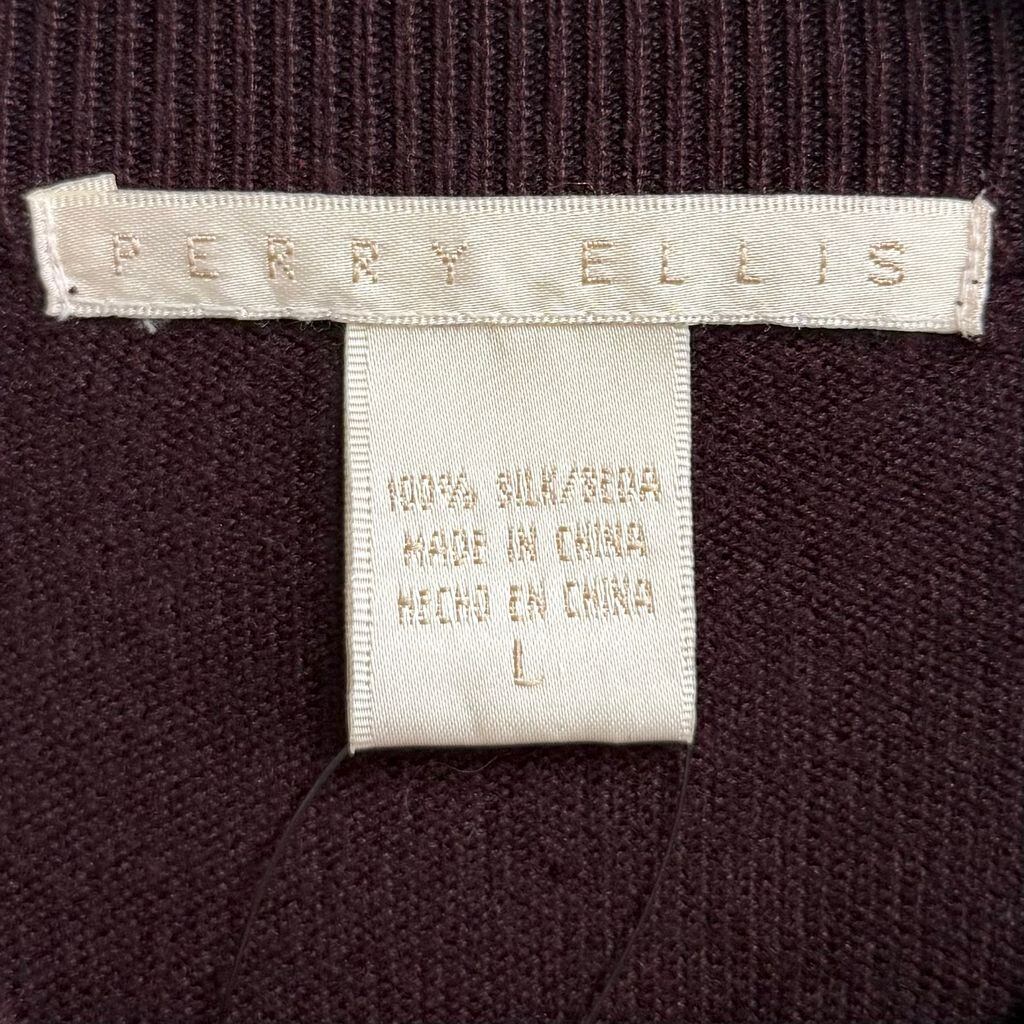 PERRY ELLIS
100% SILK/SEDA
MADE IN CHINA
HECHO EN CHINA
L